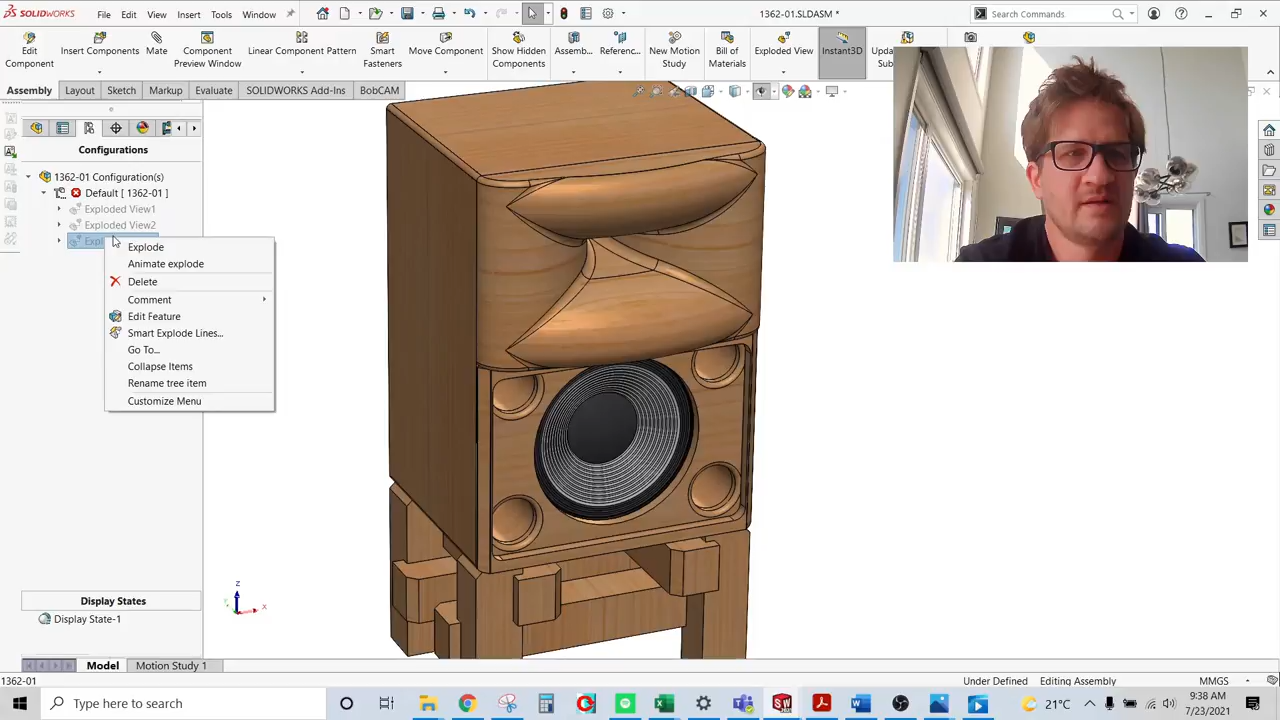 SOLIDWORKS File Edit View Insert Tools Window 1362-01.SLDASM * Search Commands
Edit Component
Insert Components
Mate
Component Preview Window
Linear Component Pattern
Smart Fasteners
Move Component
Show Hidden Components
Assemb...
Referenc...
New Motion Study
Bill of Materials
Exploded View
Instant3D
Assembly Layout Sketch Markup Evaluate SOLIDWORKS Add-Ins BobCAM
Configurations
1362-01 Configuration(s)
Default [ 1362-01 ]
Exploded View1
Exploded View2
Explode
Animate explode
Delete
Comment
Edit Feature
Smart Explode Lines...
Go To...
Collapse Items
Rename tree item
Customize Menu
Display States
Display State-1
z
x
Model Motion Study 1
1362-01 Under Defined Editing Assembly MMGS
Type here to search 21°C 9:38 AM
7/23/2021